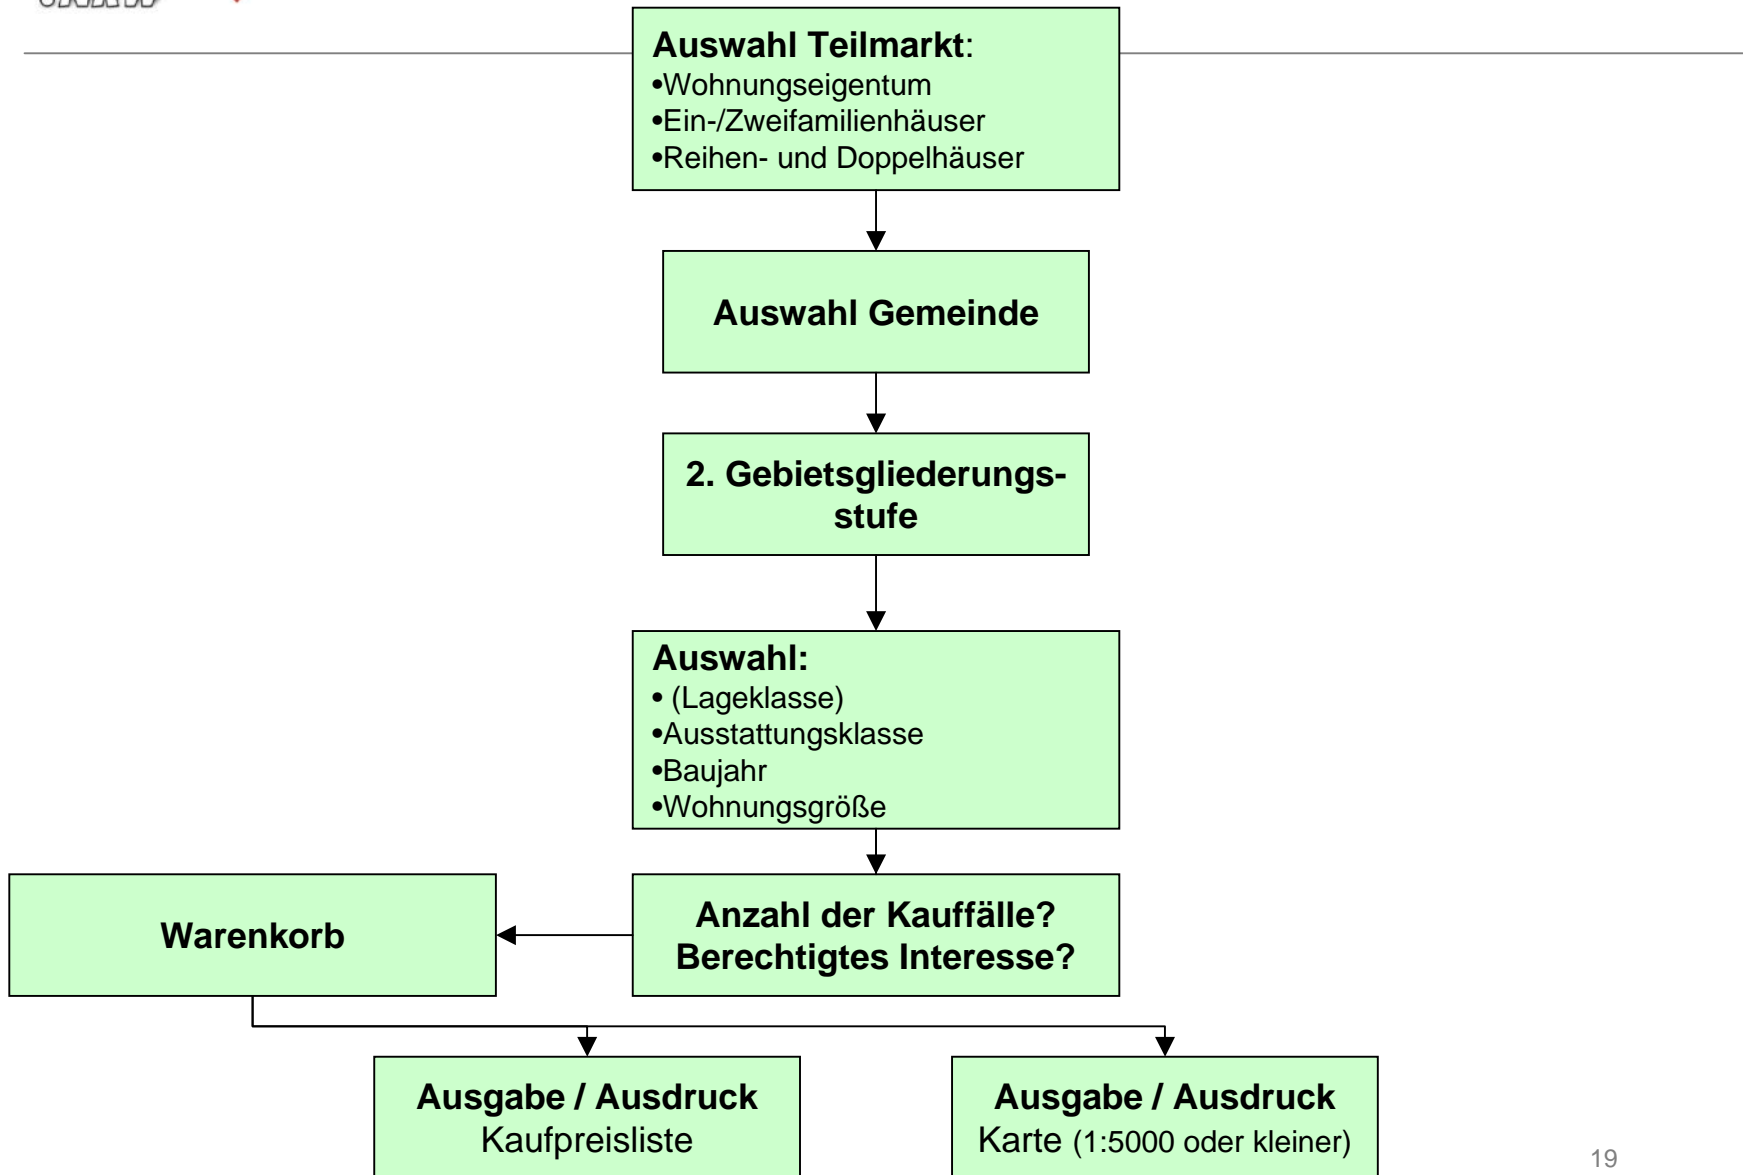 Auswahl Teilmarkt:
•Wohnungseigentum
•Ein-/Zweifamilienhäuser
•Reihen- und Doppelhäuser
Auswahl Gemeinde
2. Gebietsgliederungs-
stufe
Auswahl:
• (Lageklasse)
•Ausstattungsklasse
•Baujahr
•Wohnungsgröße
Warenkorb
Anzahl der Kauffälle?
Berechtigtes Interesse?
Ausgabe / Ausdruck
Kaufpreisliste
Ausgabe / Ausdruck
Karte (1:5000 oder kleiner)
19